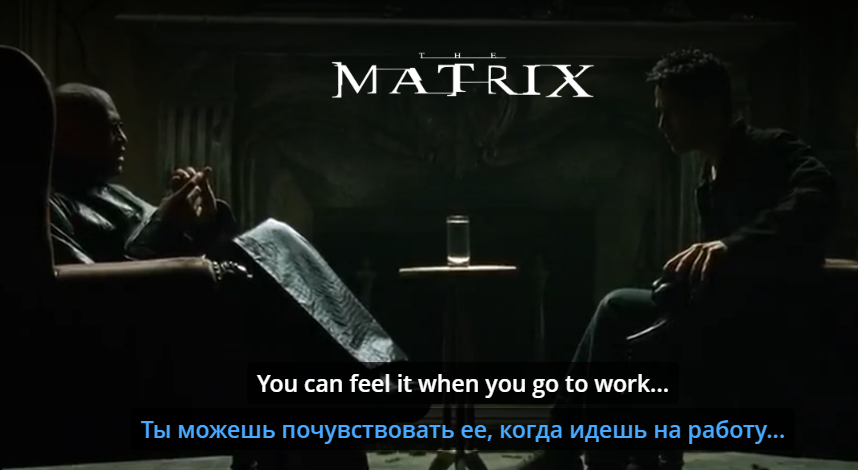 THE
MATRIX
You can feel it when you go to work...
Ты можешь почувствовать ее, когда идешь на работу...